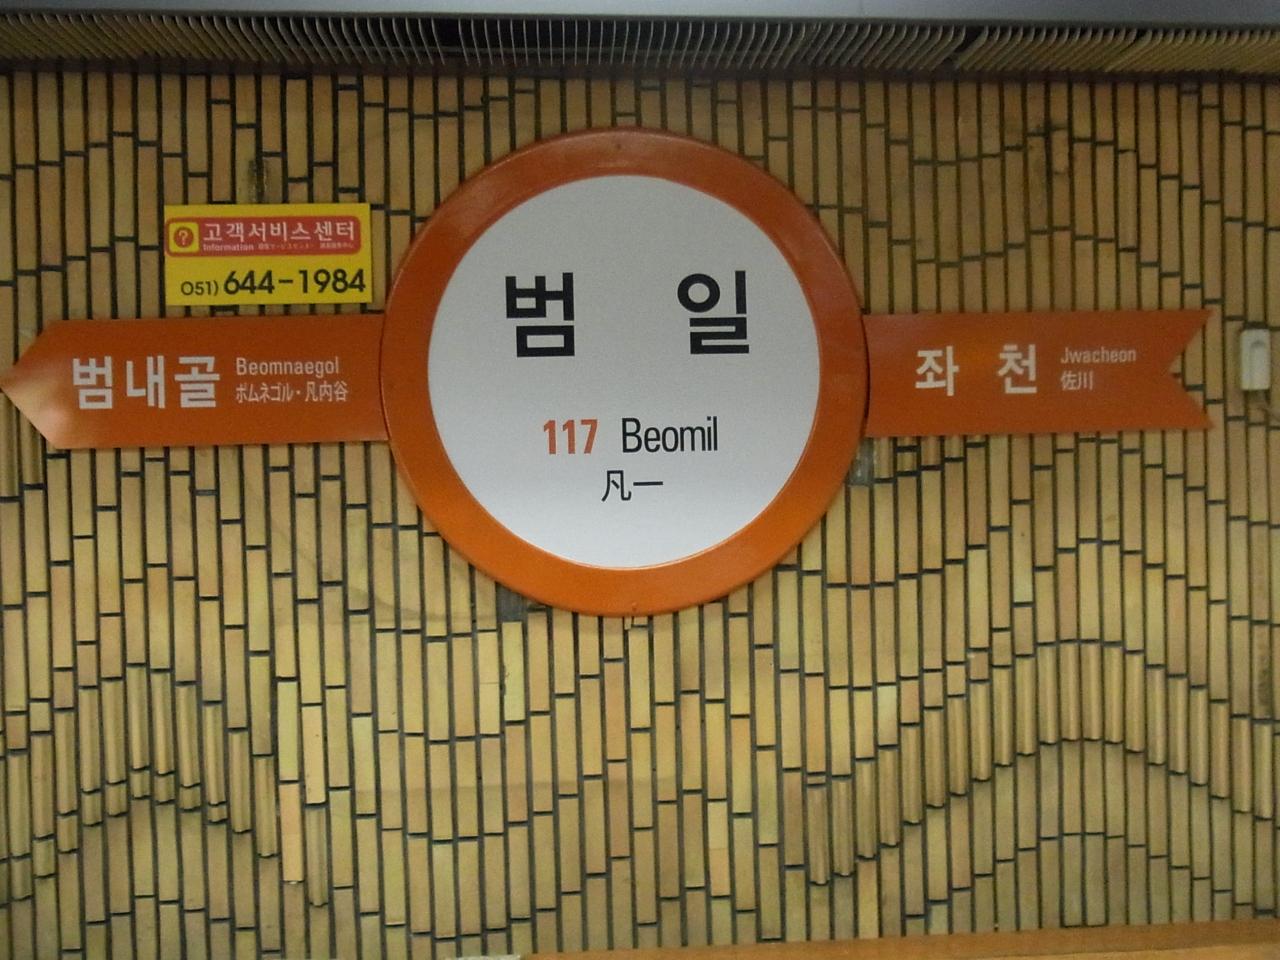 고객서비스센터
Information
051) 644-1984
범내골 Beomnaegol
ポムネゴル・凡内谷
범 일
117 Beomil
凡一
좌 천 Jwacheon
佐川